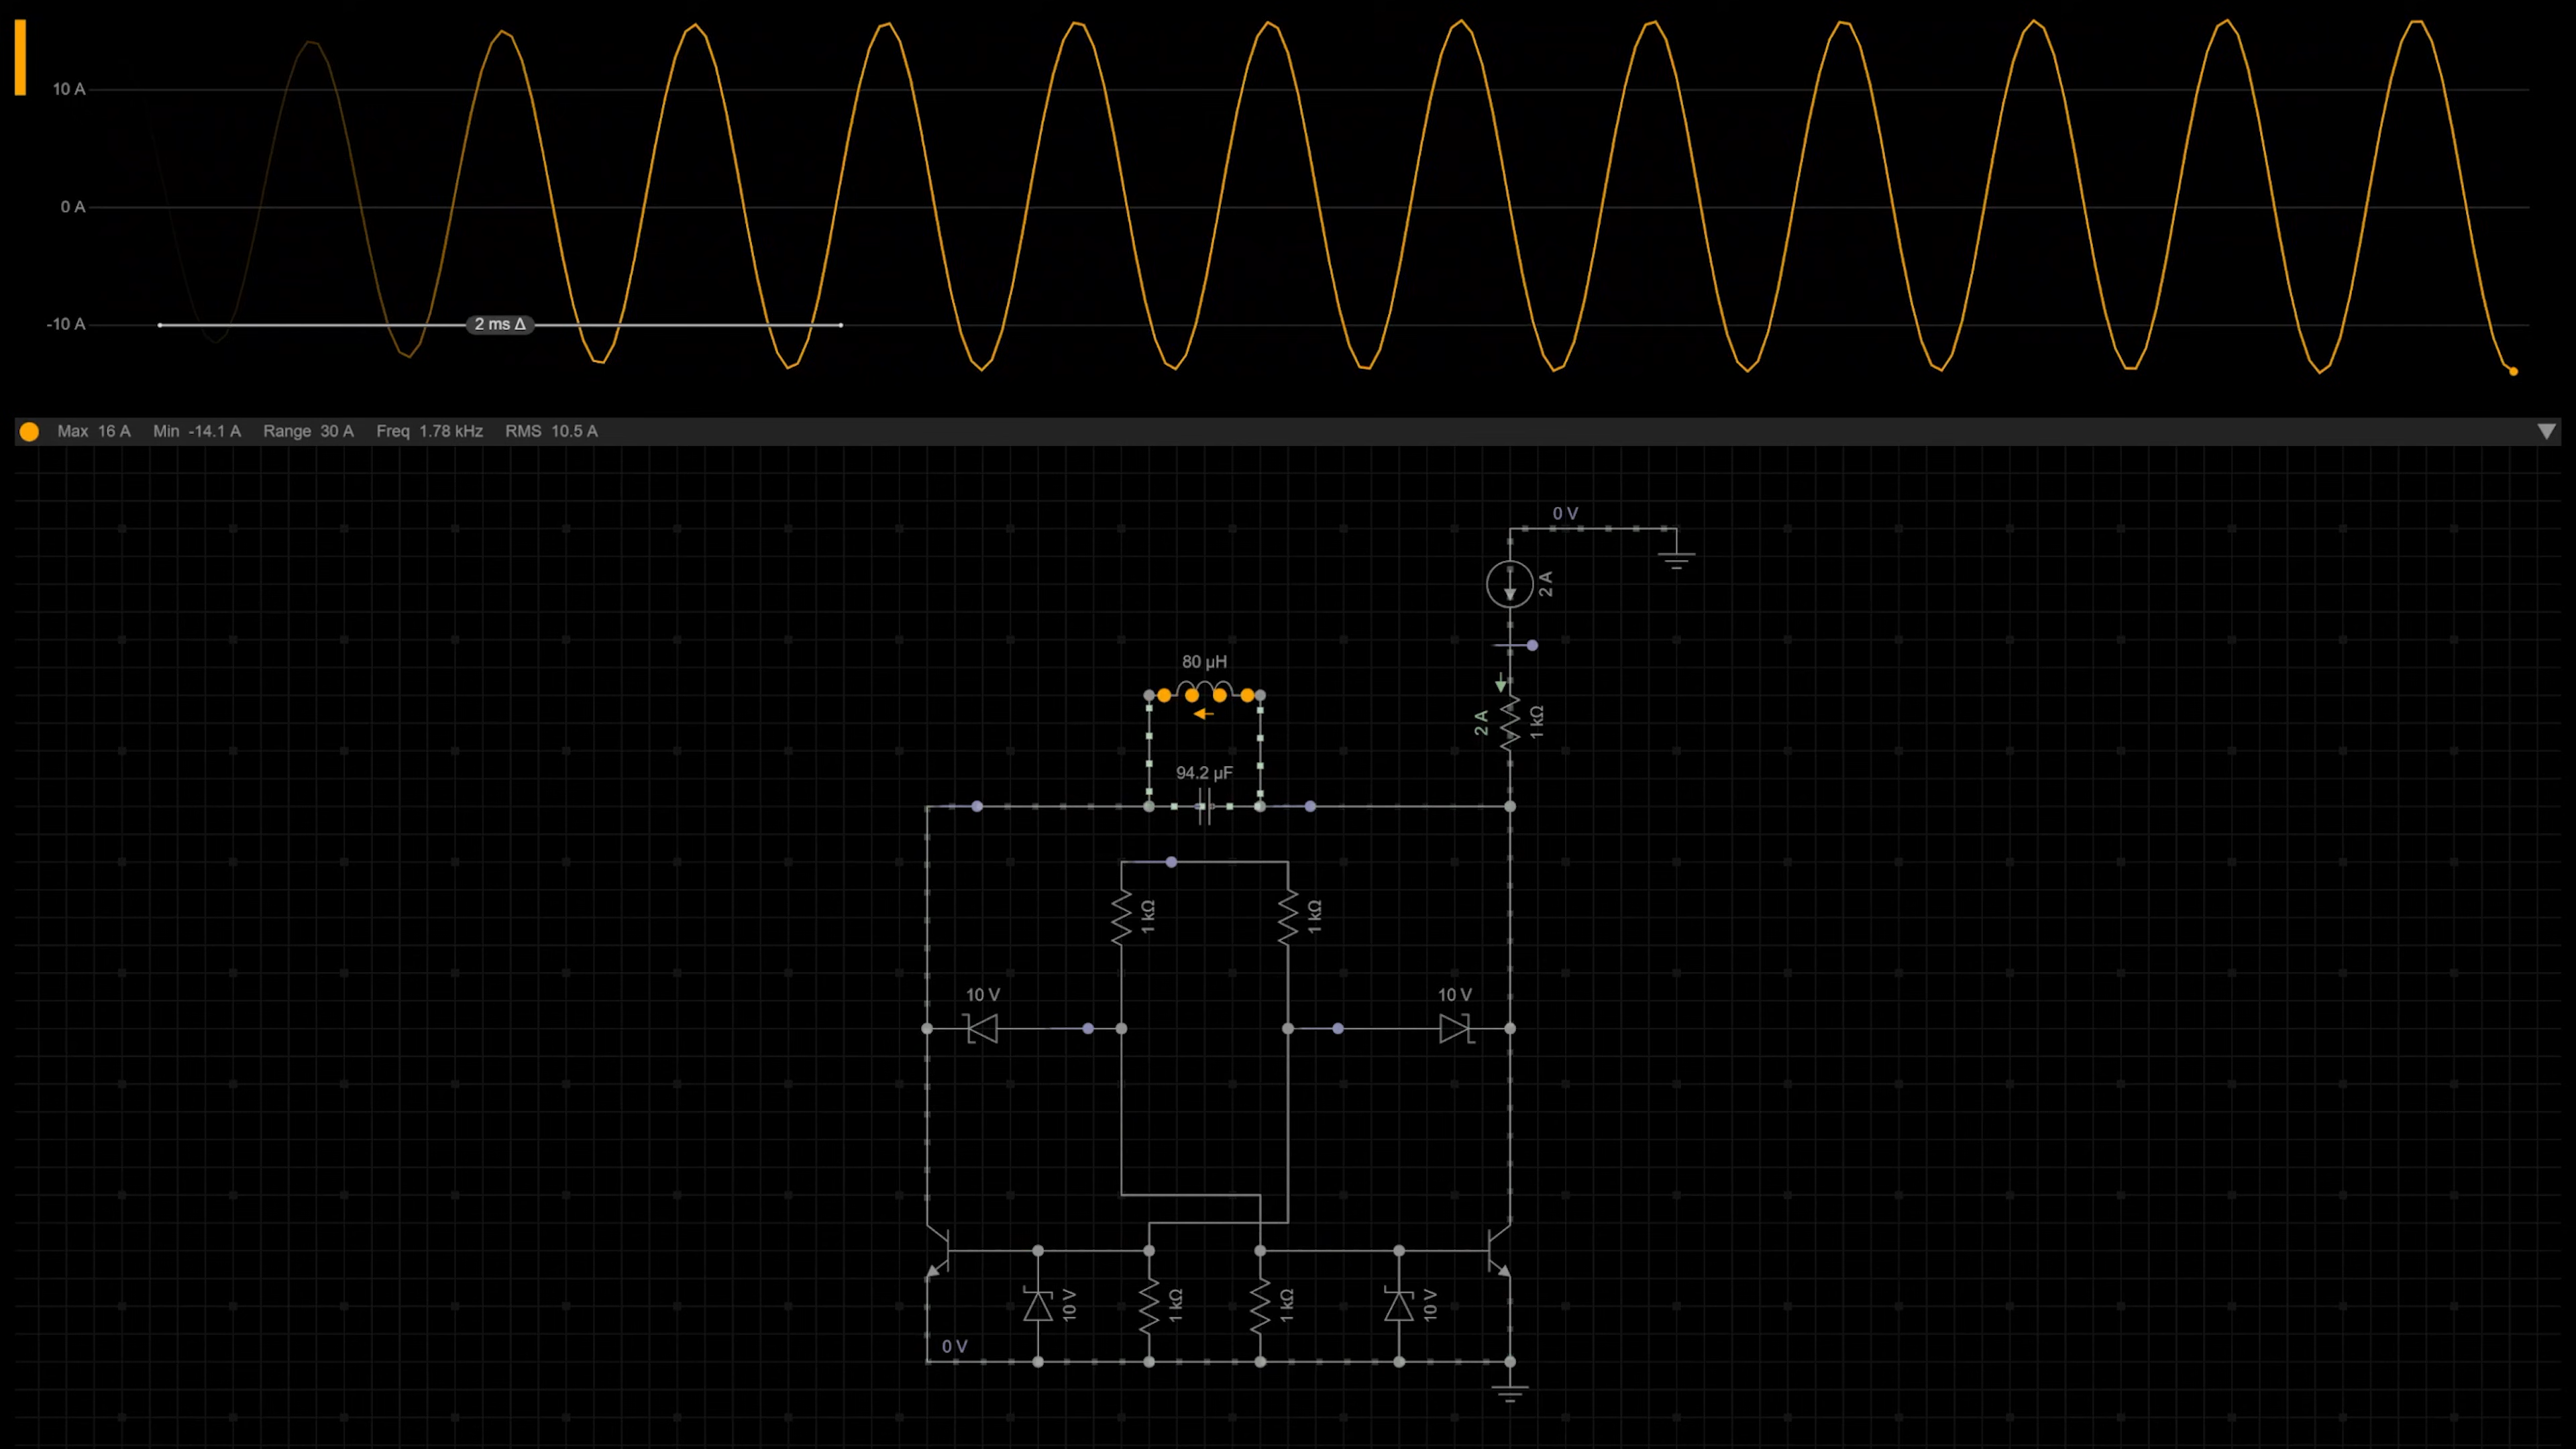 10 A
0 A
-10 A
2 ms Δ
Max 16 A Min -14.1 A Range 30 A Freq 1.78 kHz RMS 10.5 A
0 V
2 A
80 µH
2 A
1 kΩ
94.2 µF
1 kΩ
1 kΩ
10 V
10 V
10 V
1 kΩ
1 kΩ
10 V
0 V